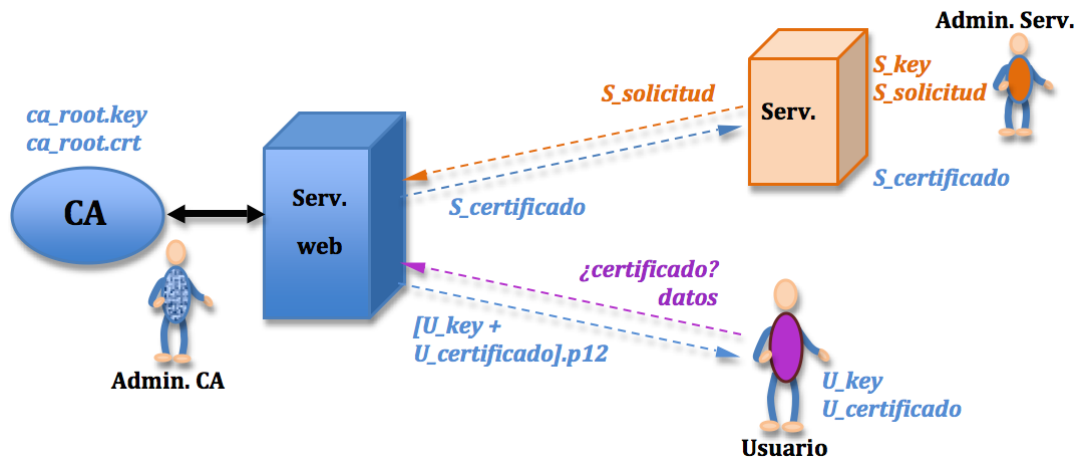 Admin. Serv.
S_key
S_solicitud
S_solicitud
Serv.
ca_root.key
ca_root.crt
CA
Serv.
web
S_certificado
S_certificado
¿certificado?
datos
[U_key +
U_certificado].p12
Admin. CA
U_key
U_certificado
Usuario